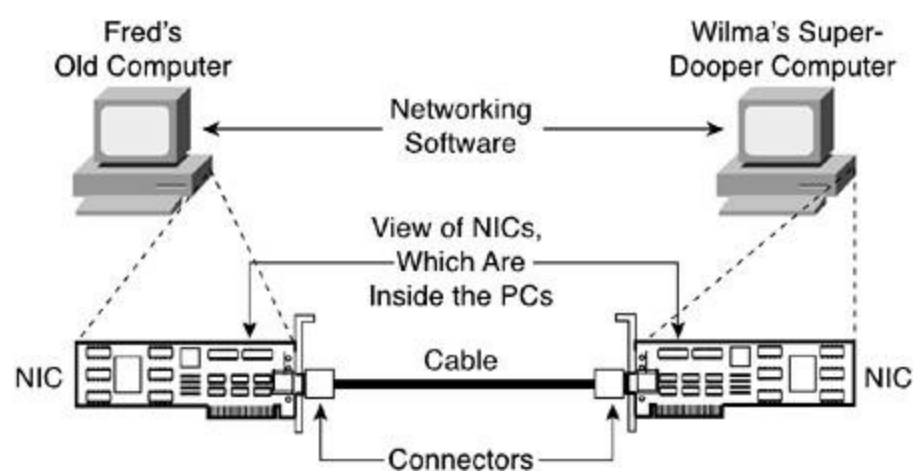 Fred's
Old Computer
Wilma's Super-
Dooper Computer
Networking
Software
View of NICs,
Which Are
Inside the PCs
NIC
Cable
NIC
Connectors